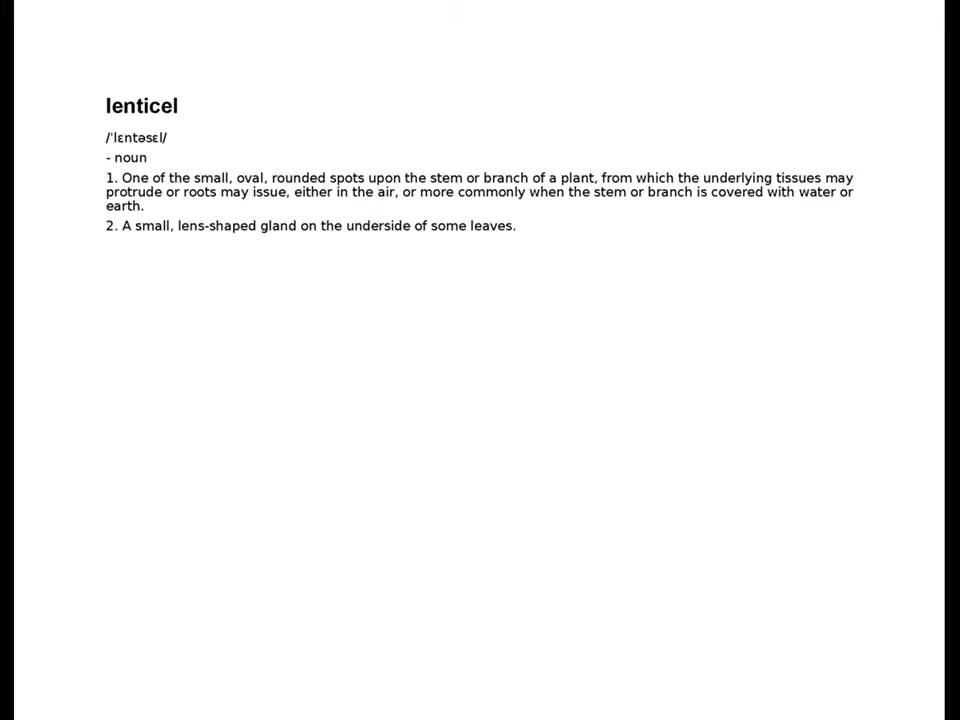 lenticel
/ˈlɛntəsɛl/
- noun
1. One of the small, oval, rounded spots upon the stem or branch of a plant, from which the underlying tissues may
protrude or roots may issue, either in the air, or more commonly when the stem or branch is covered with water or
earth.
2. A small, lens-shaped gland on the underside of some leaves.